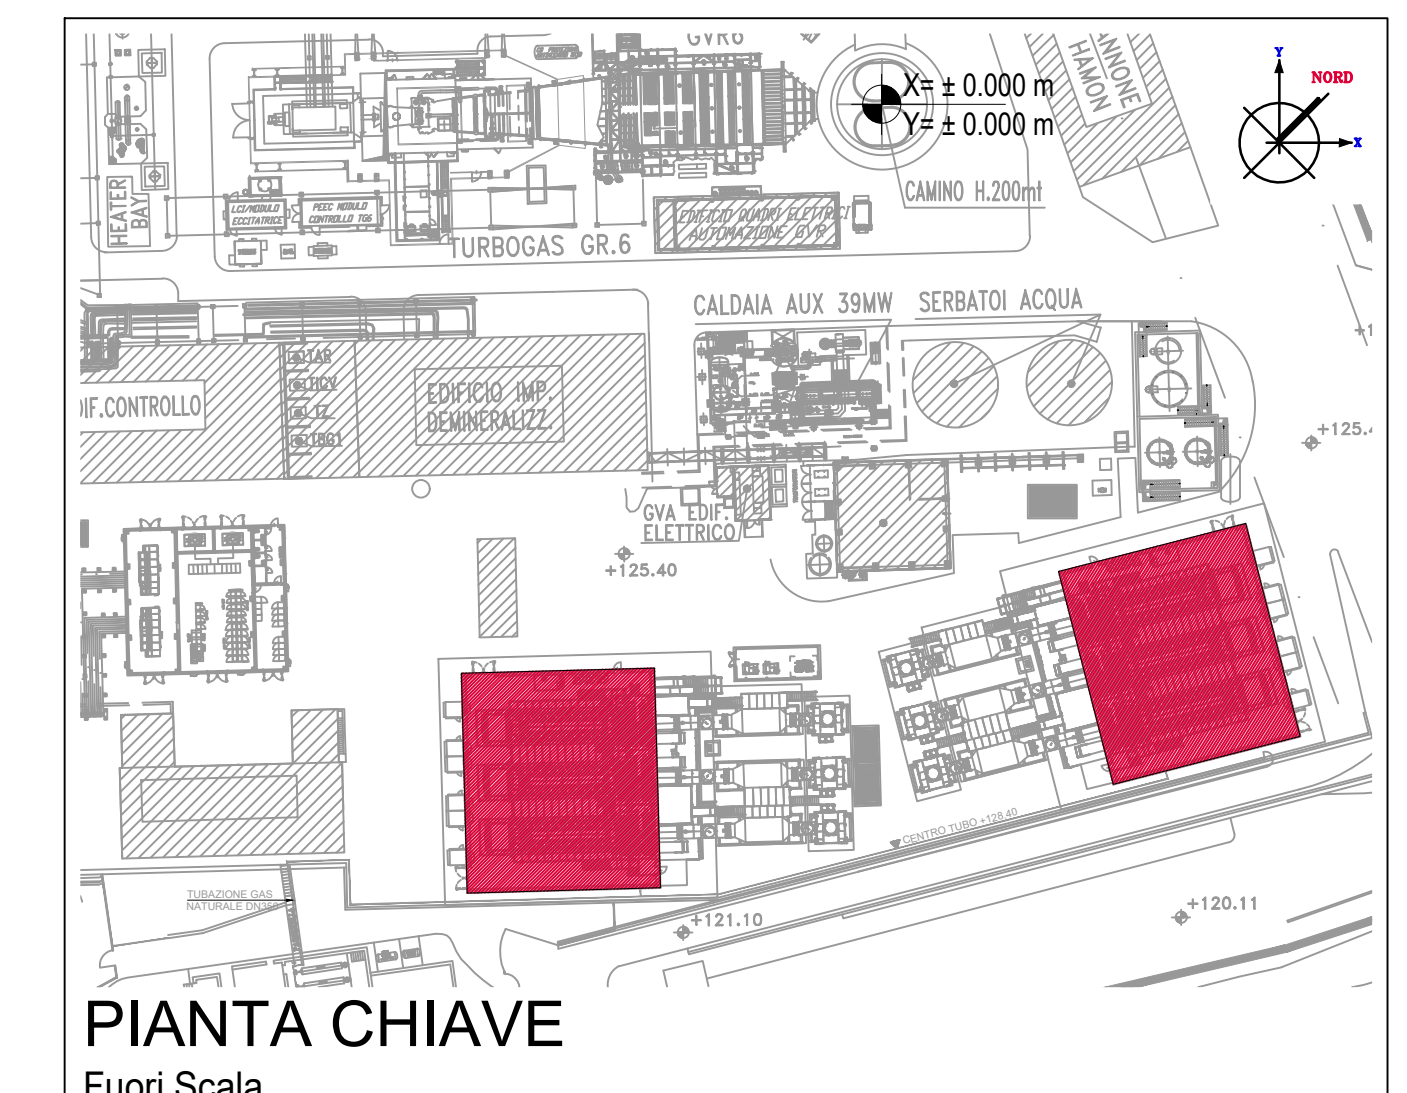 GVR6
ANNONE
HAMON
Y
NORD
X
X= ± 0.000 m
Y= ± 0.000 m
CAMINO H.200mt
HEATER
BAY
LCI/MODULO
ECCITATRICE
PEEC MODULO
CONTROLLO TG6
TURBOGAS GR.6
EDIFICIO QUADRI ELETTRICI
AUTOMAZIONE GVR
CALDAIA AUX 39MW
SERBATOI ACQUA
TAR
TICV
TZ
TBG1
DIF.CONTROLLO
EDIFICIO IMP.
DEMINERALIZZ.
+125.4
GVA EDIF.
ELETTRICO
+125.40
CENTRO TUBO +128.40
TUBAZIONE GAS
NATURALE DN350
+121.10
+120.11
PIANTA CHIAVE
Fuori Scala